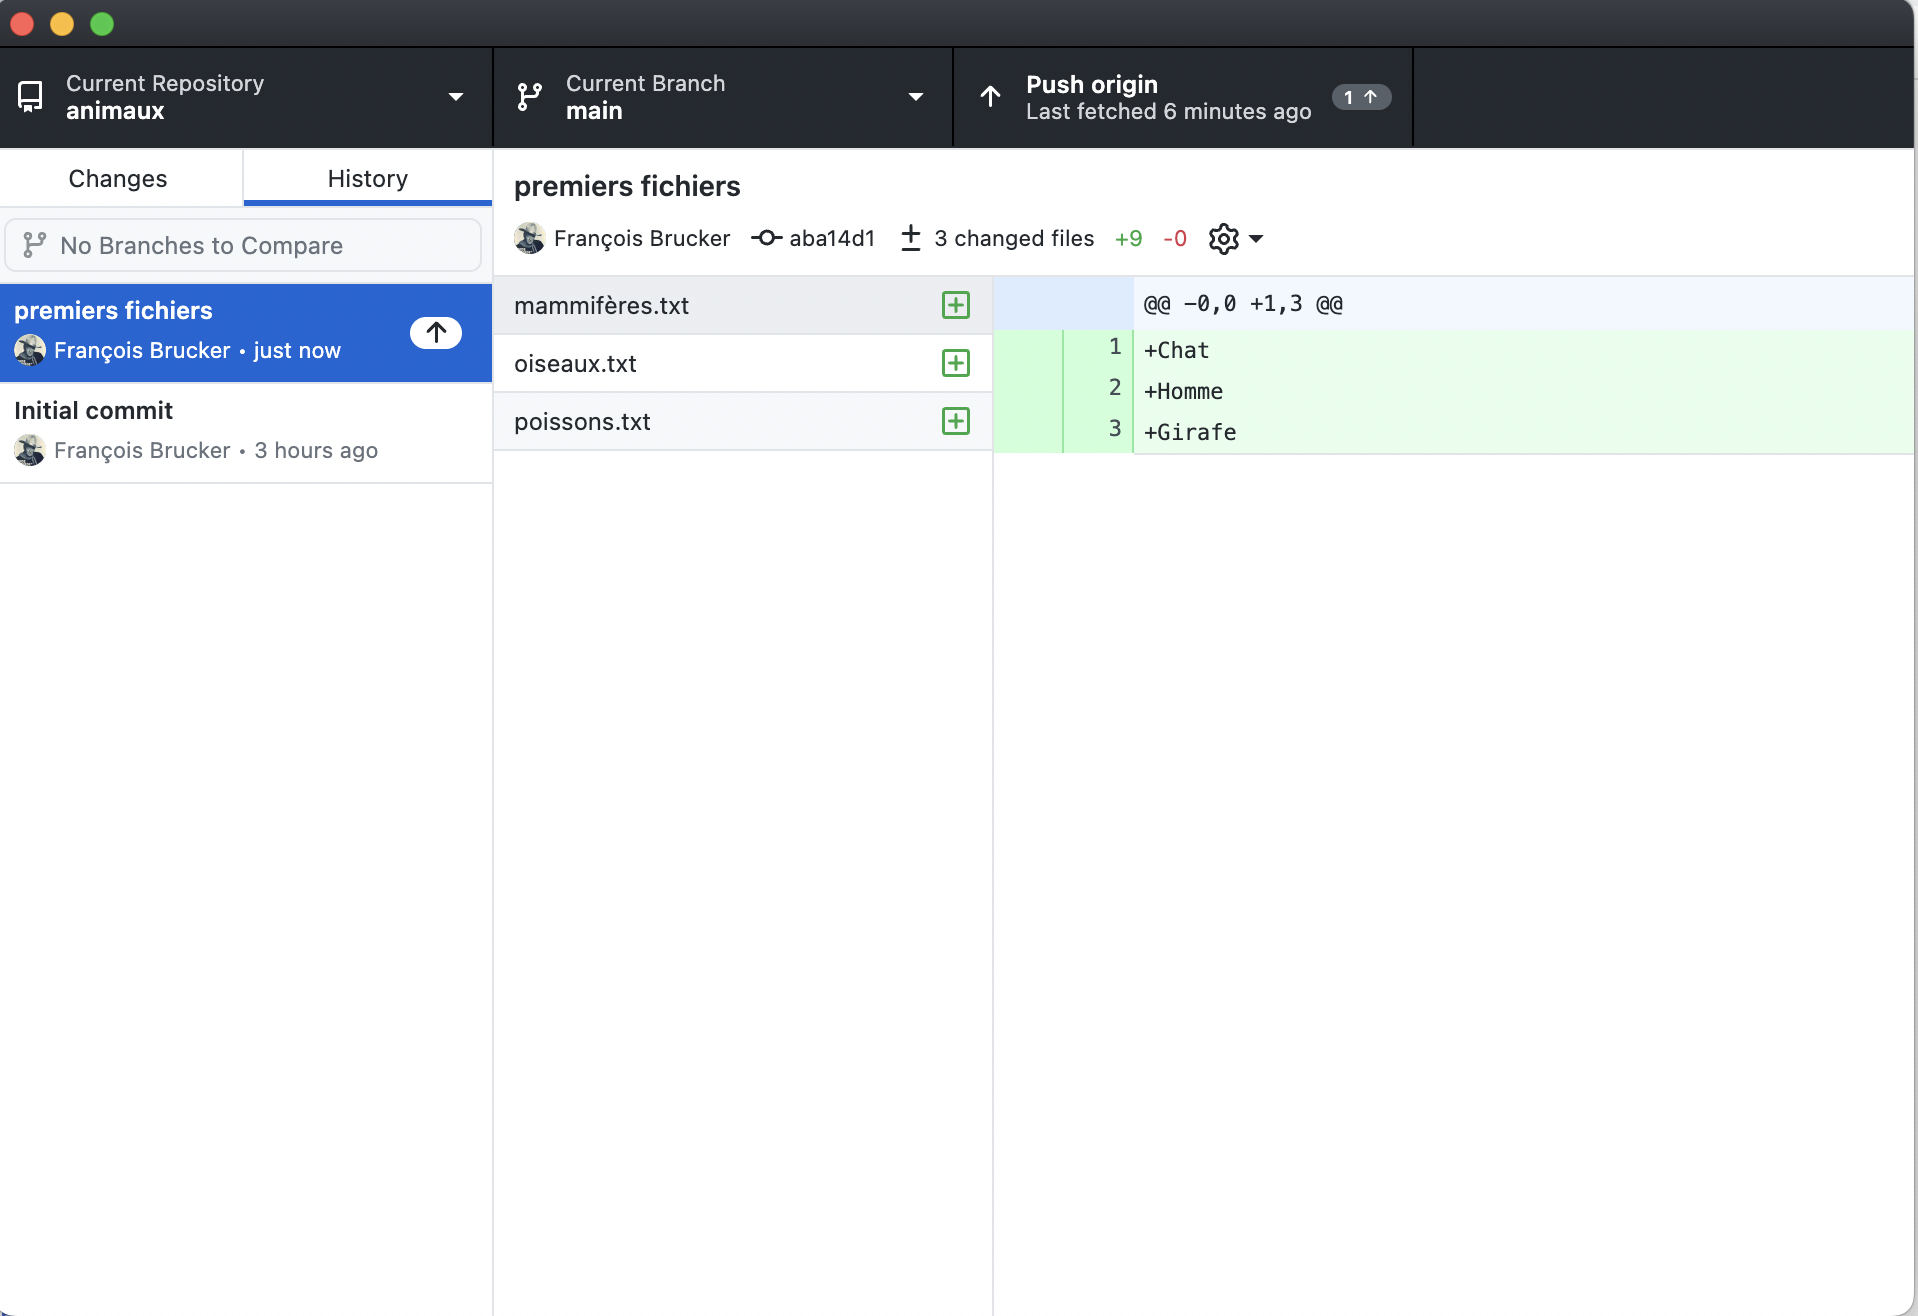 Current Repository
animaux
Current Branch
main
Push origin
Last fetched 6 minutes ago
1
Changes
History
No Branches to Compare
premiers fichiers
François Brucker • just now
Initial commit
François Brucker • 3 hours ago
premiers fichiers
François Brucker aba14d1 3 changed files +9 -0
mammifères.txt
oiseaux.txt
poissons.txt
@@ -0,0 +1,3 @@
1 +Chat
2 +Homme
3 +Girafe